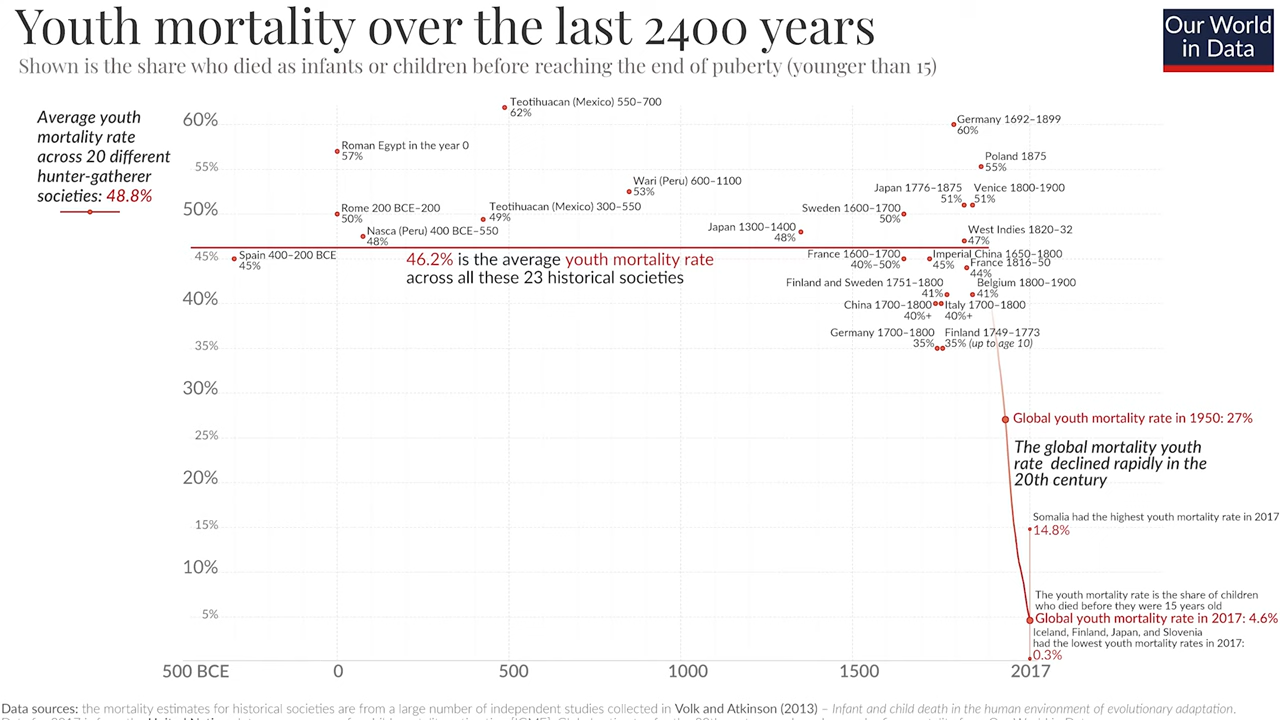 Youth mortality over the last 2400 years
Our World
in Data
Shown is the share who died as infants or children before reaching the end of puberty (younger than 15)
Average youth
mortality rate
across 20 different
hunter-gatherer
societies: 48.8%
60%
55%
50%
45%
40%
35%
30%
25%
20%
15%
10%
5%
Teotihuacan (Mexico) 550–700
62%
Germany 1692–1899
60%
Roman Egypt in the year 0
57%
Poland 1875
55%
Wari (Peru) 600–1100
53%
Japan 1776–1875
51%
Venice 1800-1900
51%
Rome 200 BCE–200
50%
Teotihuacan (Mexico) 300–550
49%
Sweden 1600–1700
50%
Nasca (Peru) 400 BCE–550
48%
Japan 1300–1400
48%
West Indies 1820–32
47%
Spain 400–200 BCE
45%
46.2% is the average youth mortality rate
across all these 23 historical societies
France 1600–1700
40%–50%
Imperial China 1650–1800
45%
France 1816–50
44%
Finland and Sweden 1751–1800
41%
Belgium 1800–1900
41%
China 1700–1800
40%+
Italy 1700–1800
40%+
Germany 1700–1800
35%
Finland 1749–1773
35% (up to age 10)
Global youth mortality rate in 1950: 27%
The global mortality youth
rate declined rapidly in the
20th century
Somalia had the highest youth mortality rate in 2017
14.8%
The youth mortality rate is the share of children
who died before they were 15 years old
Global youth mortality rate in 2017: 4.6%
Iceland, Finland, Japan, and Slovenia
had the lowest youth mortality rates in 2017:
0.3%
500 BCE
0
500
1000
1500
2017
Data sources: the mortality estimates for historical societies are from a large number of independent studies collected in Volk and Atkinson (2013) – Infant and child death in the human environment of evolutionary adaptation.